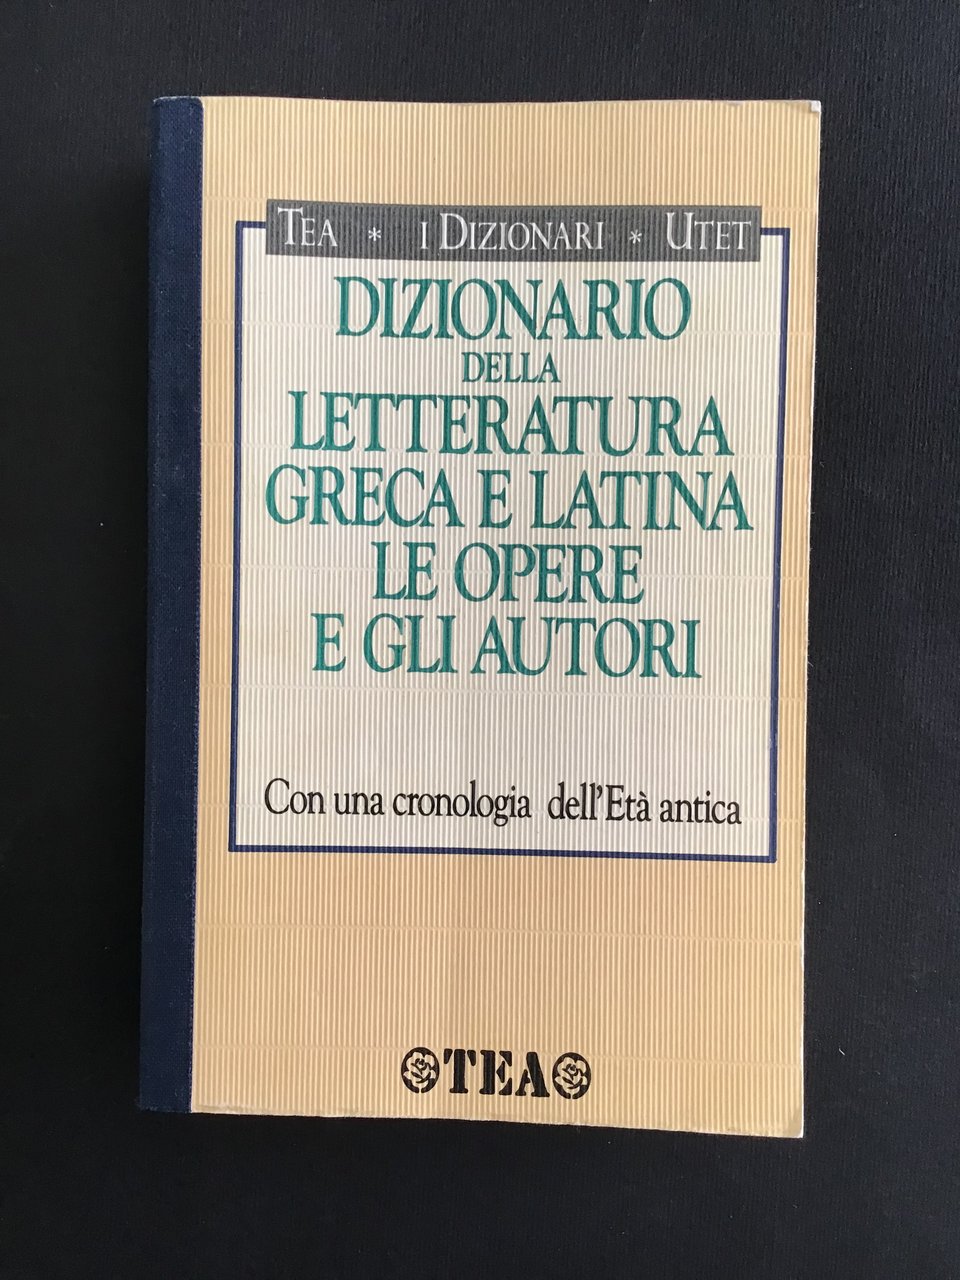 TEA * I DIZIONARI * UTET
DIZIONARIO
DELLA
LETTERATURA
GRECA E LATINA
LE OPERE
E GLI AUTORI
Con una cronologia dell'Età antica
TEA